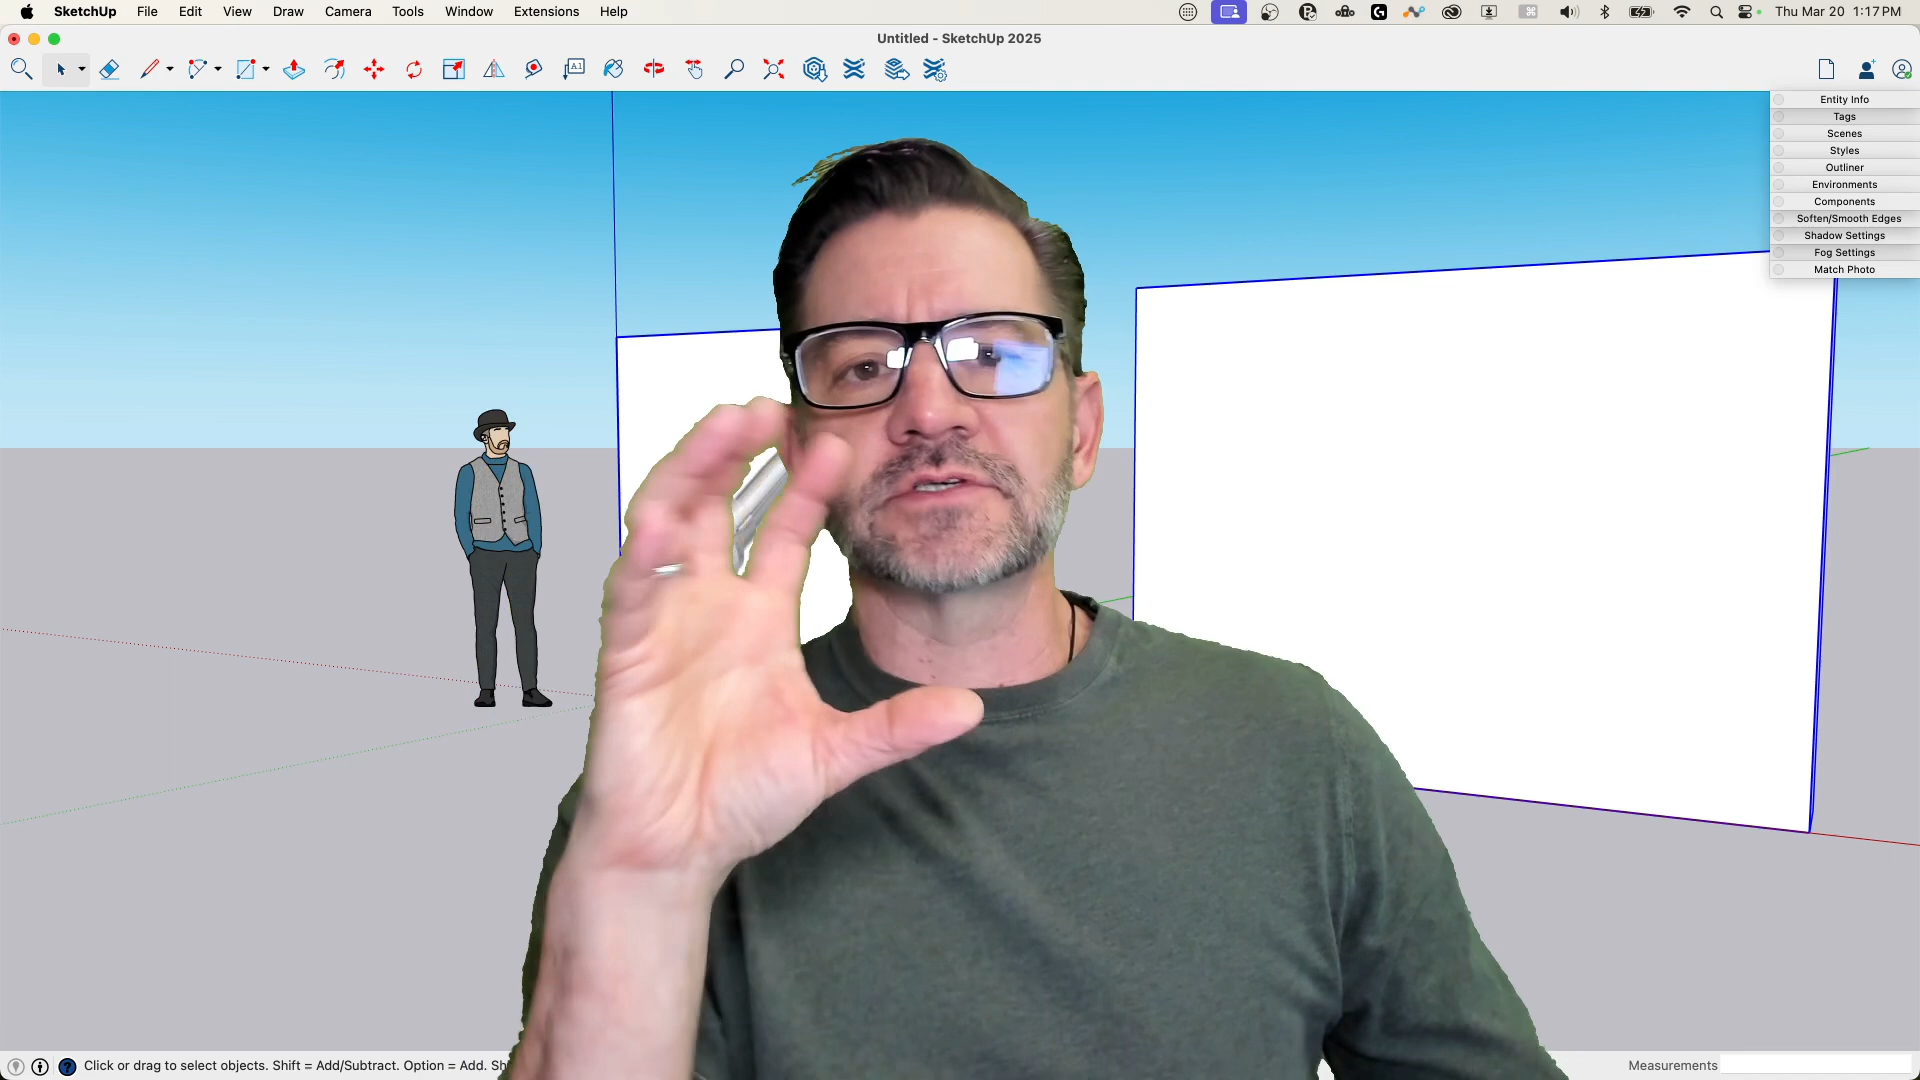 SketchUp File Edit View Draw Camera Tools Window Extensions Help
Thu Mar 20 1:17 PM
Untitled - SketchUp 2025
A1
Entity Info
Tags
Scenes
Styles
Outliner
Environments
Components
Soften/Smooth Edges
Shadow Settings
Fog Settings
Match Photo
Click or drag to select objects. Shift = Add/Subtract. Option = Add. Sh
Measurements